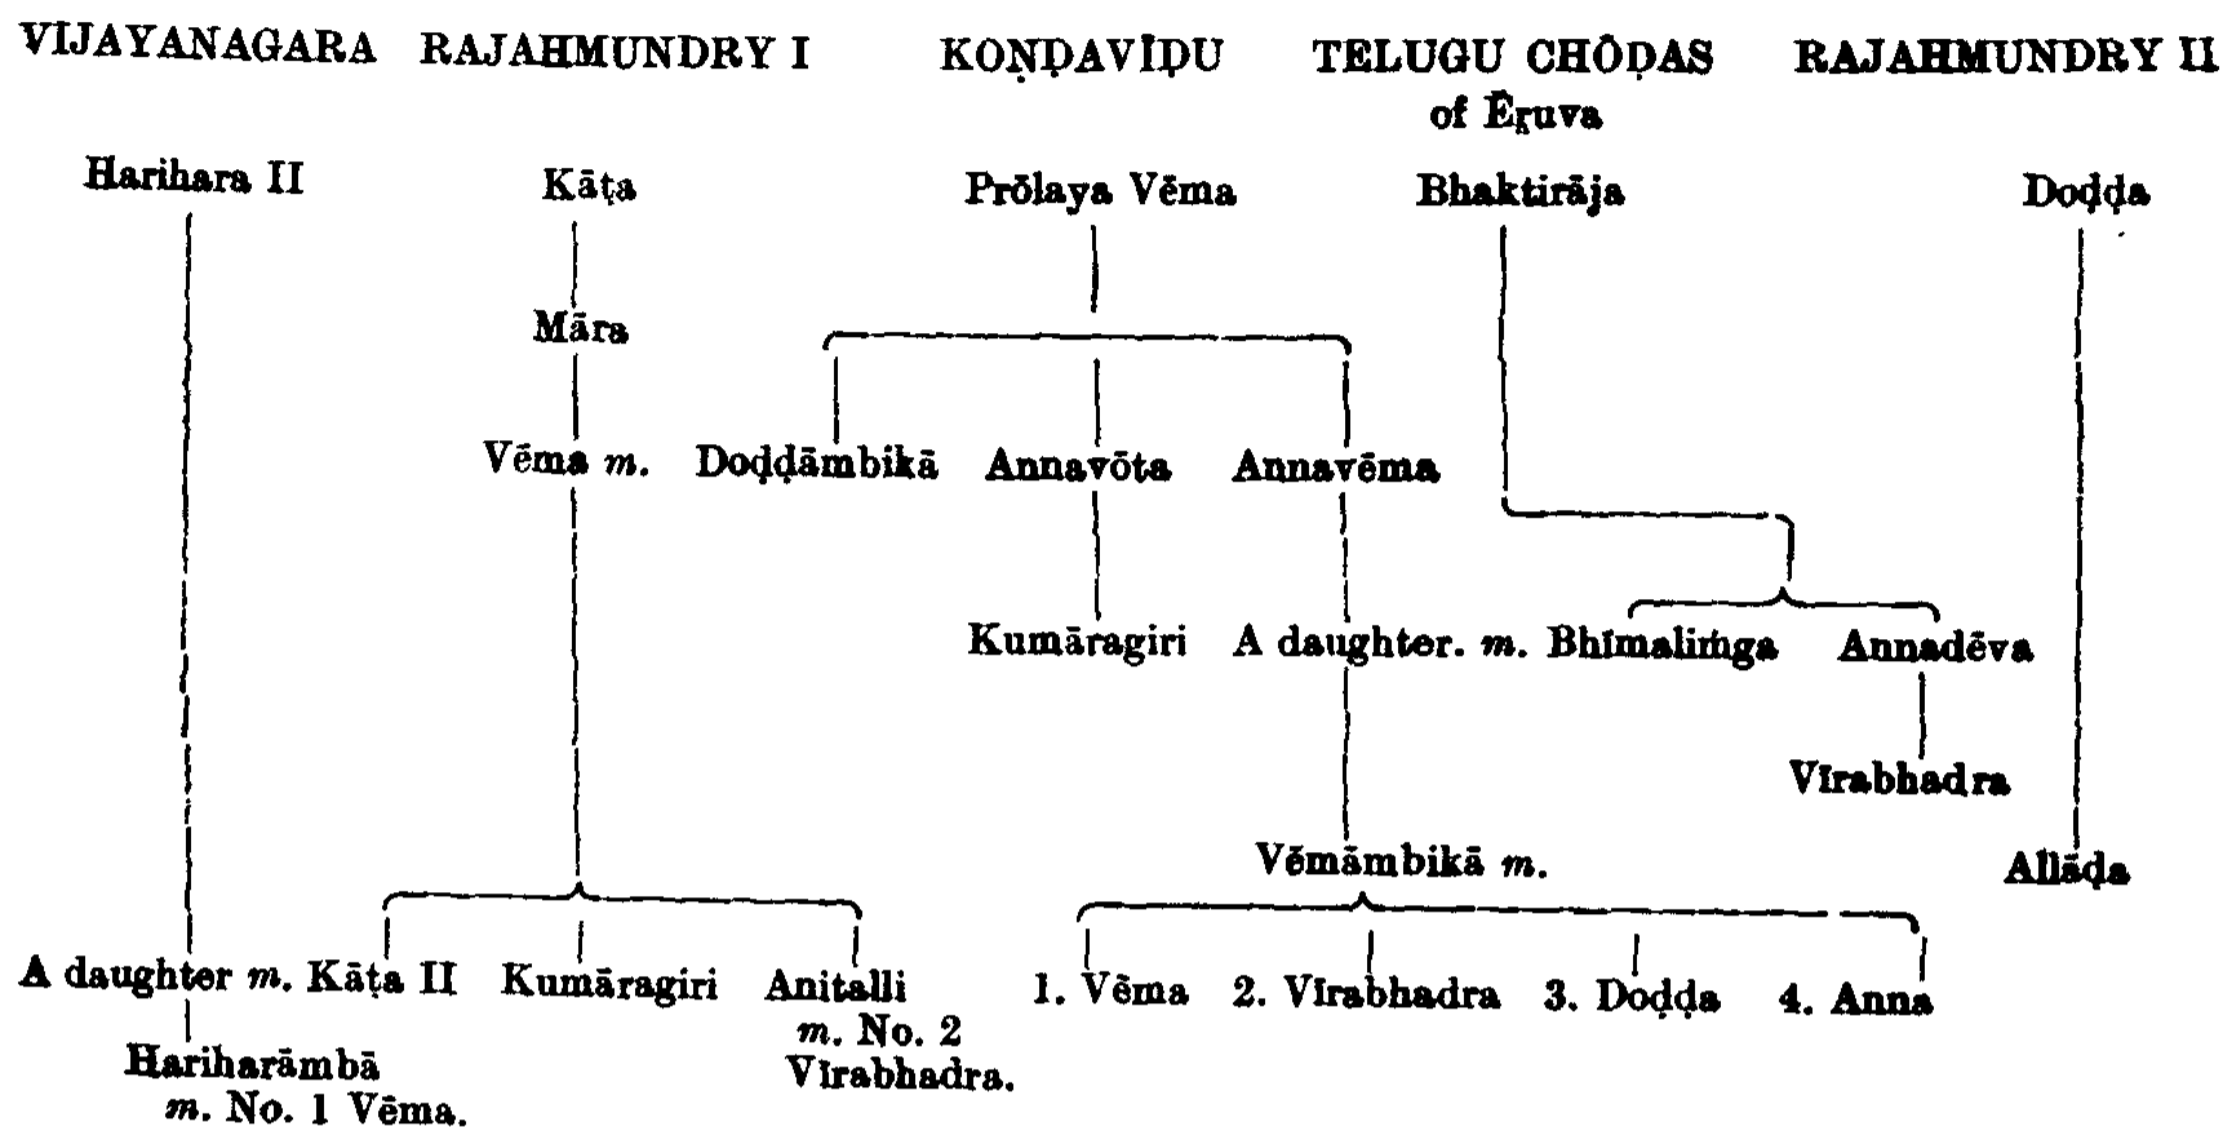 VIJAYANAGARA RAJAHMUNDRY I KOṆḌAVĪḌU TELUGU CHŌḌAS RAJAHMUNDRY II
of Ēṟuva
Harihara II Kāṭa Prōlaya Vēma Bhaktirāja Doḍḍa
Māra
Vēma m. Doḍḍāmbikā Annavōta Annavēma
Kumāragiri A daughter. m. Bhīmaliṁga Annadēva
Vīrabhadra
Vēmāmbikā m. Allāḍa
A daughter m. Kāṭa II Kumāragiri Anitalli 1. Vēma 2. Vīrabhadra 3. Doḍḍa 4. Anna
m. No. 2
Hariharāmbā Vīrabhadra.
m. No. 1 Vēma.